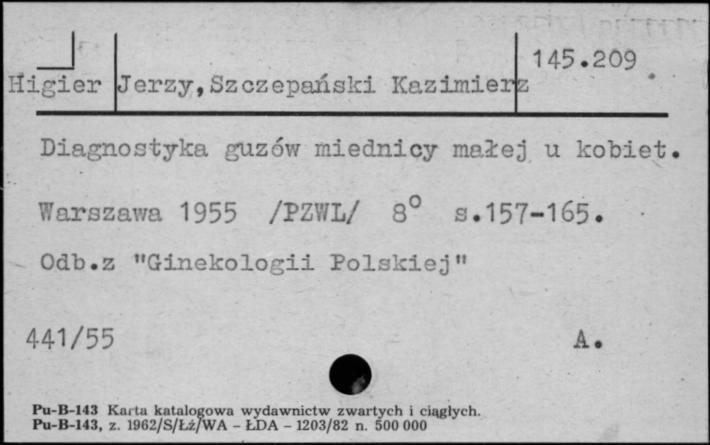 145.209
Higier Jerzy, Szczepański Kazimierz
Diagnostyka guzów miednicy małej u kobiet.
Warszawa 1955 /PZWL/ 8° s.157-165.
Odb.z "Ginekologii Polskiej"
441/55 A.
Pu-B-143 Karta katalogowa wydawnictw zwartych i ciągłych.
Pu-B-143, z. 1962/S/Łż/WA - ŁDA - 1203/82 n. 500 000